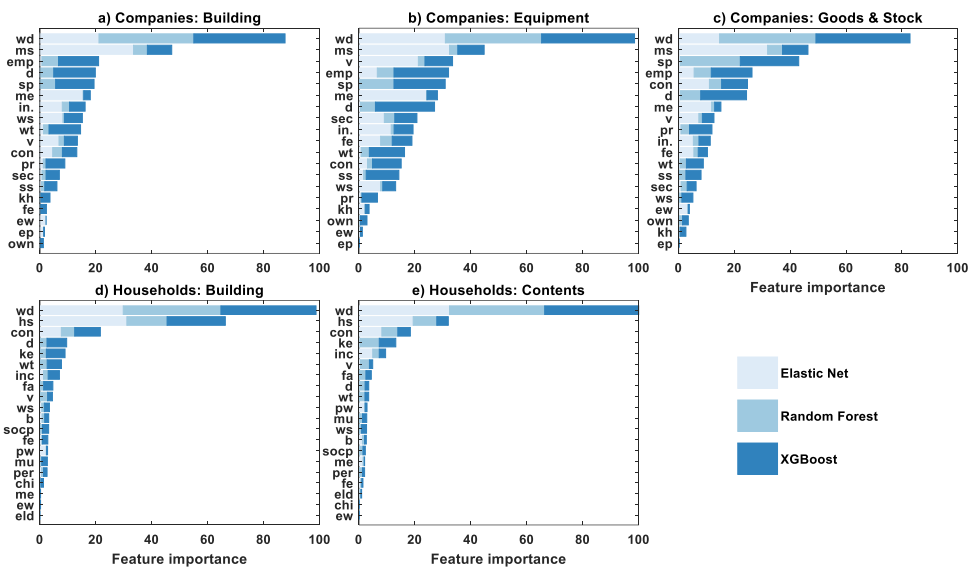 a) Companies: Building
wd
ms
emp
d
sp
me
in.
ws
wt
v
con
pr
sec
ss
kh
fe
ew
ep
own
0 20 40 60 80 100
b) Companies: Equipment
wd
ms
v
emp
sp
me
d
sec
in.
fe
wt
con
ss
ws
pr
kh
own
ew
ep
0 20 40 60 80 100
c) Companies: Goods & Stock
wd
ms
sp
emp
con
d
me
v
pr
in.
fe
wt
ss
sec
ws
ew
own
kh
ep
0 20 40 60 80 100
Feature importance
d) Households: Building
wd
hs
con
d
ke
wt
inc
fa
v
ws
b
socp
fe
pw
mu
per
chi
me
ew
eld
0 20 40 60 80 100
Feature importance
e) Households: Contents
wd
hs
con
ke
inc
v
fa
d
wt
pw
mu
ws
b
socp
me
per
fe
eld
chi
ew
0 20 40 60 80 100
Feature importance
Elastic Net
Random Forest
XGBoost